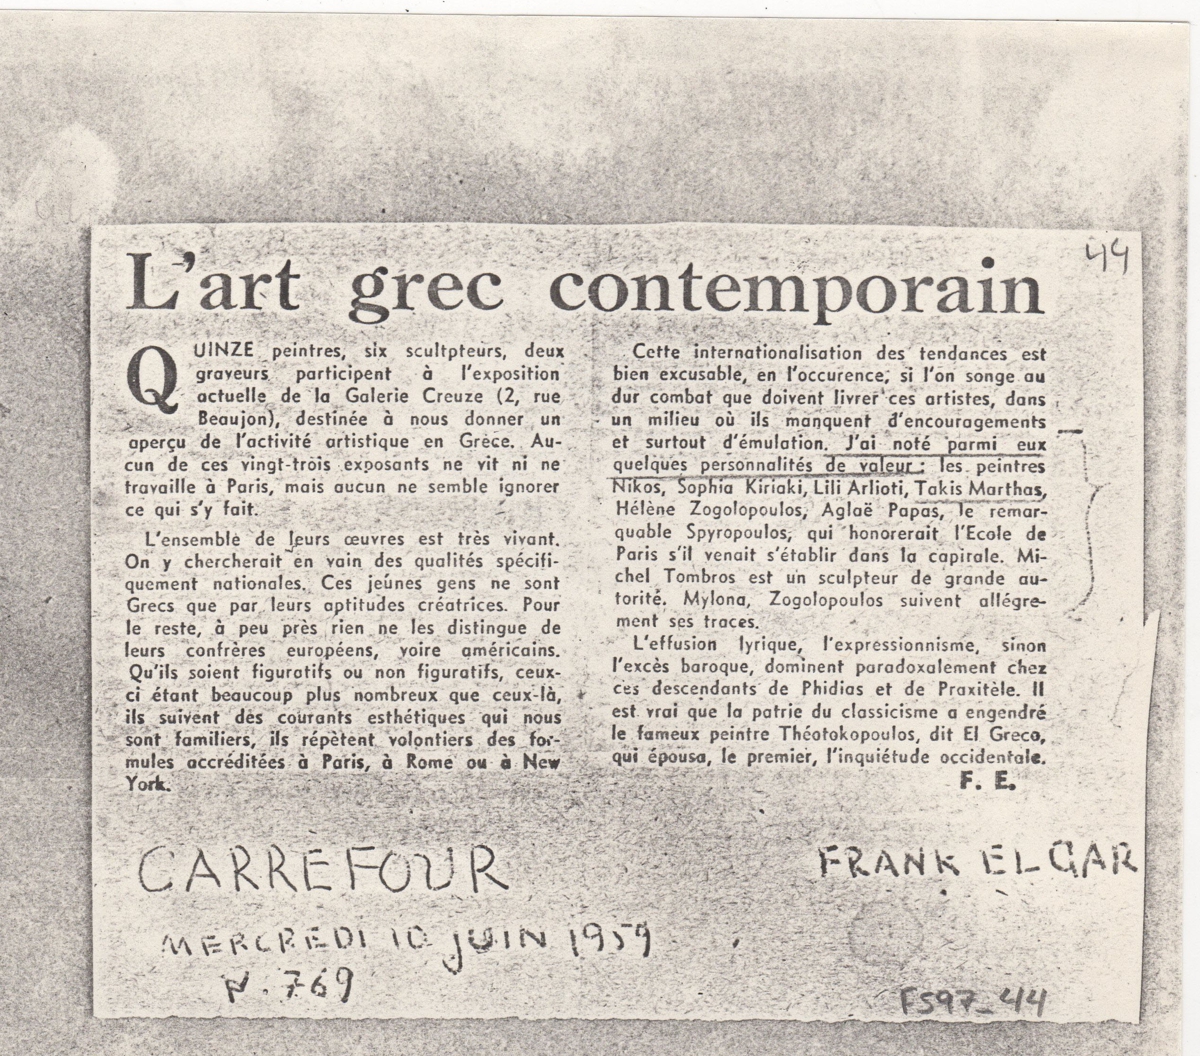 44
L'art grec contemporain
QUINZE peintres, six scultpteurs, deux
graveurs participent à l'exposition
actuelle de la Galerie Creuze (2, rue
Beaujon), destinée à nous donner un
aperçu de l'activité artistique en Grèce. Au-
cun de ces vingt-trois exposants ne vit ni ne
travaille à Paris, mais aucun ne semble ignorer
ce qui s'y fait.
L'ensemble de leurs œuvres est très vivant.
On y chercherait en vain des qualités spécifi-
quement nationales. Ces jeunes gens ne sont
Grecs que par leurs aptitudes créatrices. Pour
le reste, à peu près rien ne les distingue de
leurs confrères européens, voire américains.
Qu'ils soient figuratifs ou non figuratifs, ceux-
ci étant beaucoup plus nombreux que ceux-là,
ils suivent des courants esthétiques qui nous
sont familiers, ils répètent volontiers des for-
mules accréditées à Paris, à Rome ou à New
York.
Cette internationalisation des tendances est
bien excusable, en l'occurence, si l'on songe au
dur combat que doivent livrer ces artistes, dans
un milieu où ils manquent d'encouragements
et surtout d'émulation. J'ai noté parmi eux
quelques personnalités de valeur : les peintres
Nikos, Sophia Kiriaki, Lili Arlioti, Takis Marthas,
Hélène Zogolopoulos, Aglaë Papas, le remar-
quable Spyropoulos, qui honorerait l'Ecole de
Paris s'il venait s'établir dans la capitale. Mi-
chel Tombros est un sculpteur de grande au-
torité. Mylona, Zogolopoulos suivent allégre-
ment ses traces.
L'effusion lyrique, l'expressionnisme, sinon
l'excès baroque, dominent paradoxalement chez
ces descendants de Phidias et de Praxitèle. Il
est vrai que la patrie du classicisme a engendré
le fameux peintre Théotokopoulos, dit El Greco,
qui épousa, le premier, l'inquiétude occidentale.
F. E.
CARREFOUR
FRANK ELGAR
MERCREDI 10 JUIN 1959
N. 769
FS97_44